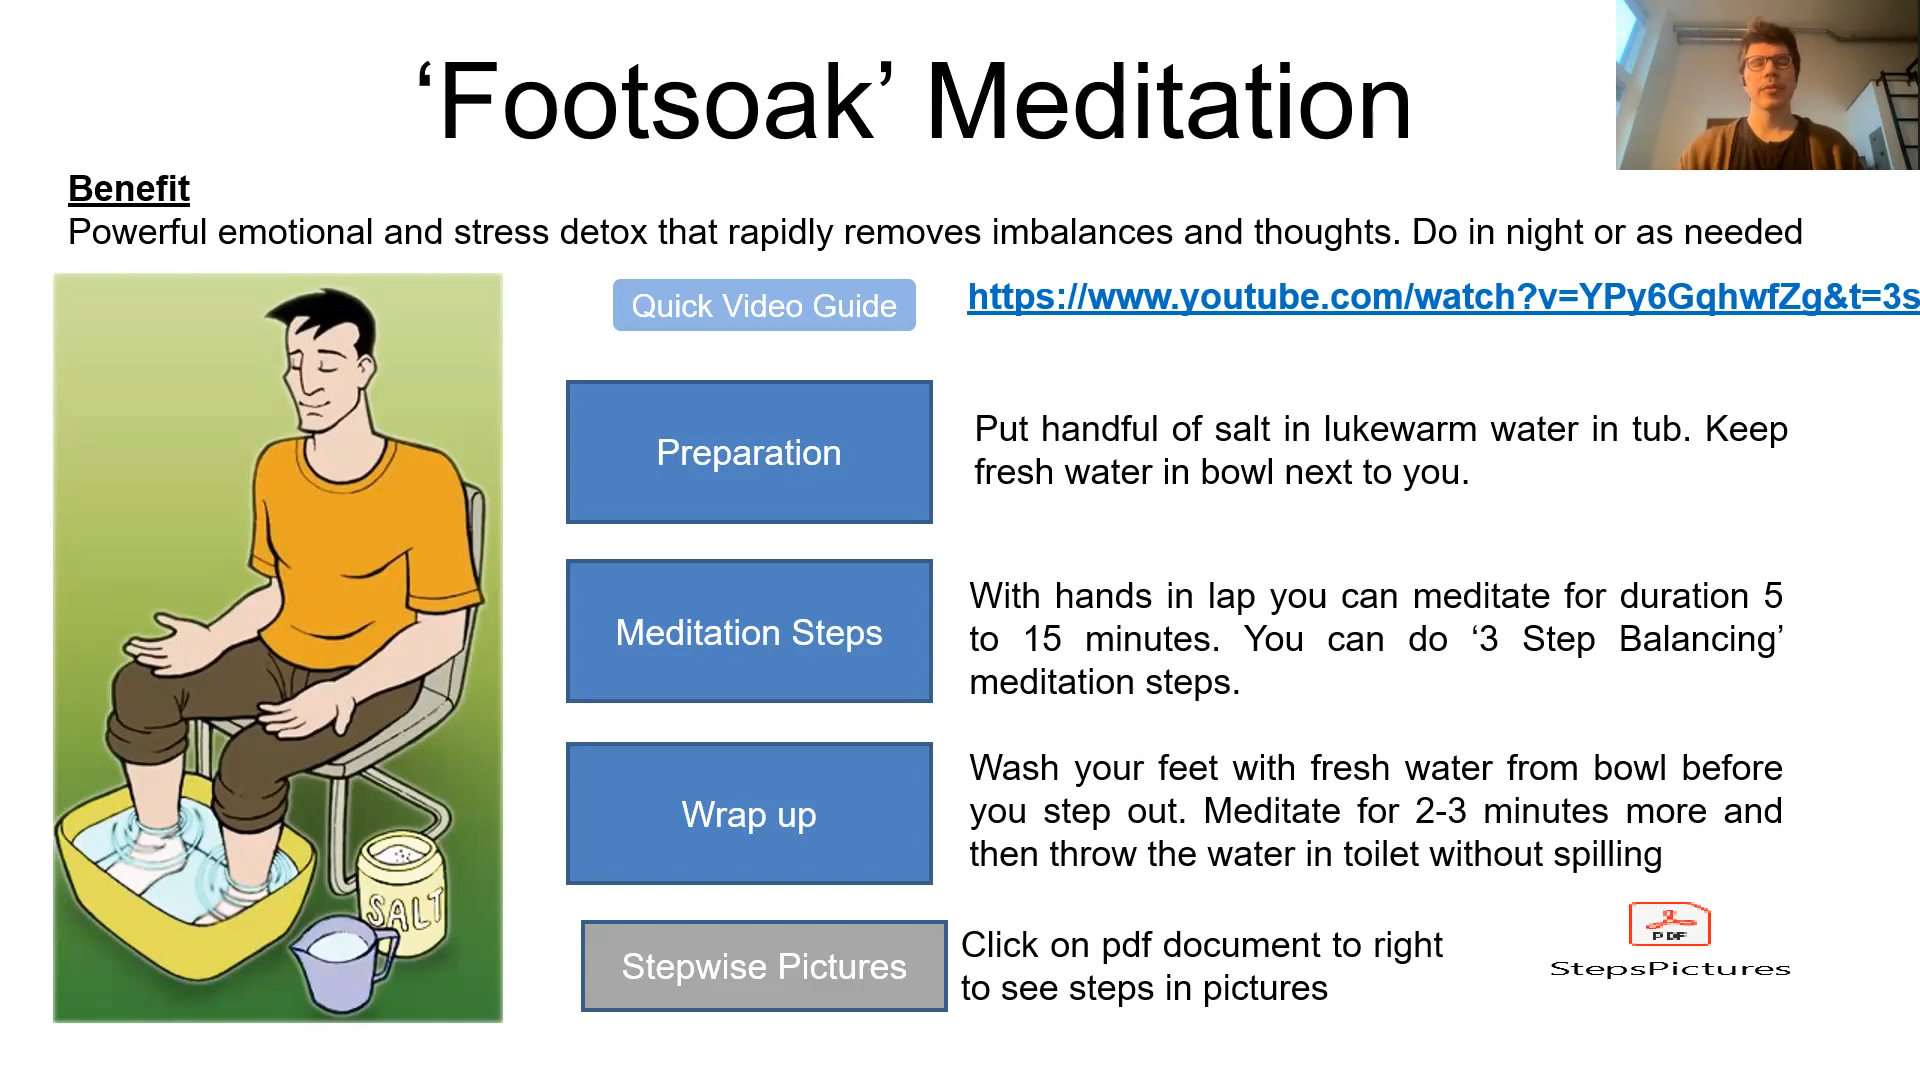 ‘Footsoak’ Meditation
Benefit
Powerful emotional and stress detox that rapidly removes imbalances and thoughts. Do in night or as needed
Quick Video Guide
https://www.youtube.com/watch?v=YPy6GqhwfZg&t=3s
Preparation
Put handful of salt in lukewarm water in tub. Keep
fresh water in bowl next to you.
Meditation Steps
With hands in lap you can meditate for duration 5
to 15 minutes. You can do ‘3 Step Balancing’
meditation steps.
Wrap up
Wash your feet with fresh water from bowl before
you step out. Meditate for 2-3 minutes more and
then throw the water in toilet without spilling
SALT
Stepwise Pictures
Click on pdf document to right
to see steps in pictures
PDF
StepsPictures